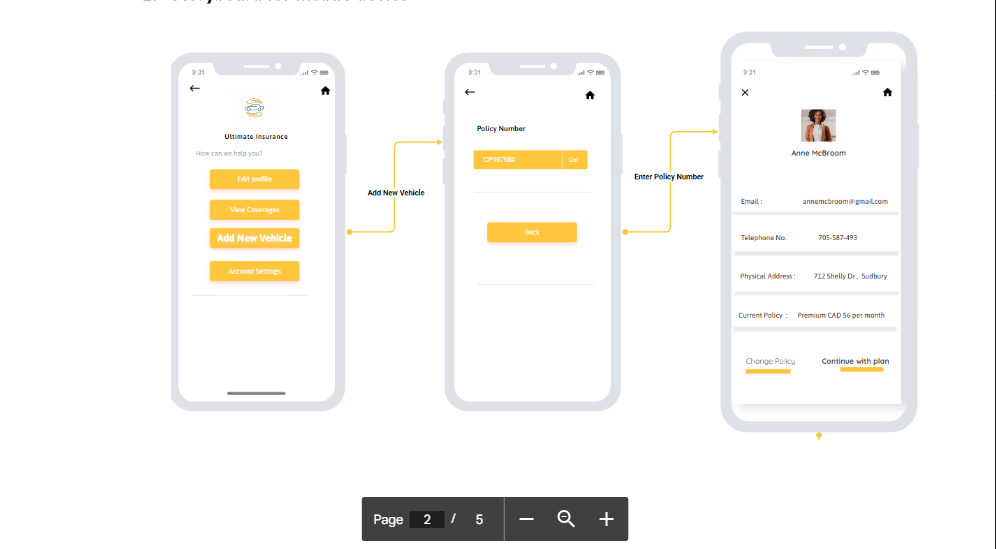 9:31
Ultimate Insurance
How can we help you?
Edit profile
View Coverages
Add New Vehicle
Account Settings
Add New Vehicle
9:31
Policy Number
CP167880
Back
Enter Policy Number
9:31
Anne McBroom
Email : annemcbroom@gmail.com
Telephone No. 705-587-493
Physical Address : 712 Shelly Dr , Sudbury
Current Policy : Premium CAD 56 per month
Change Policy Continue with plan
Page 2 / 5